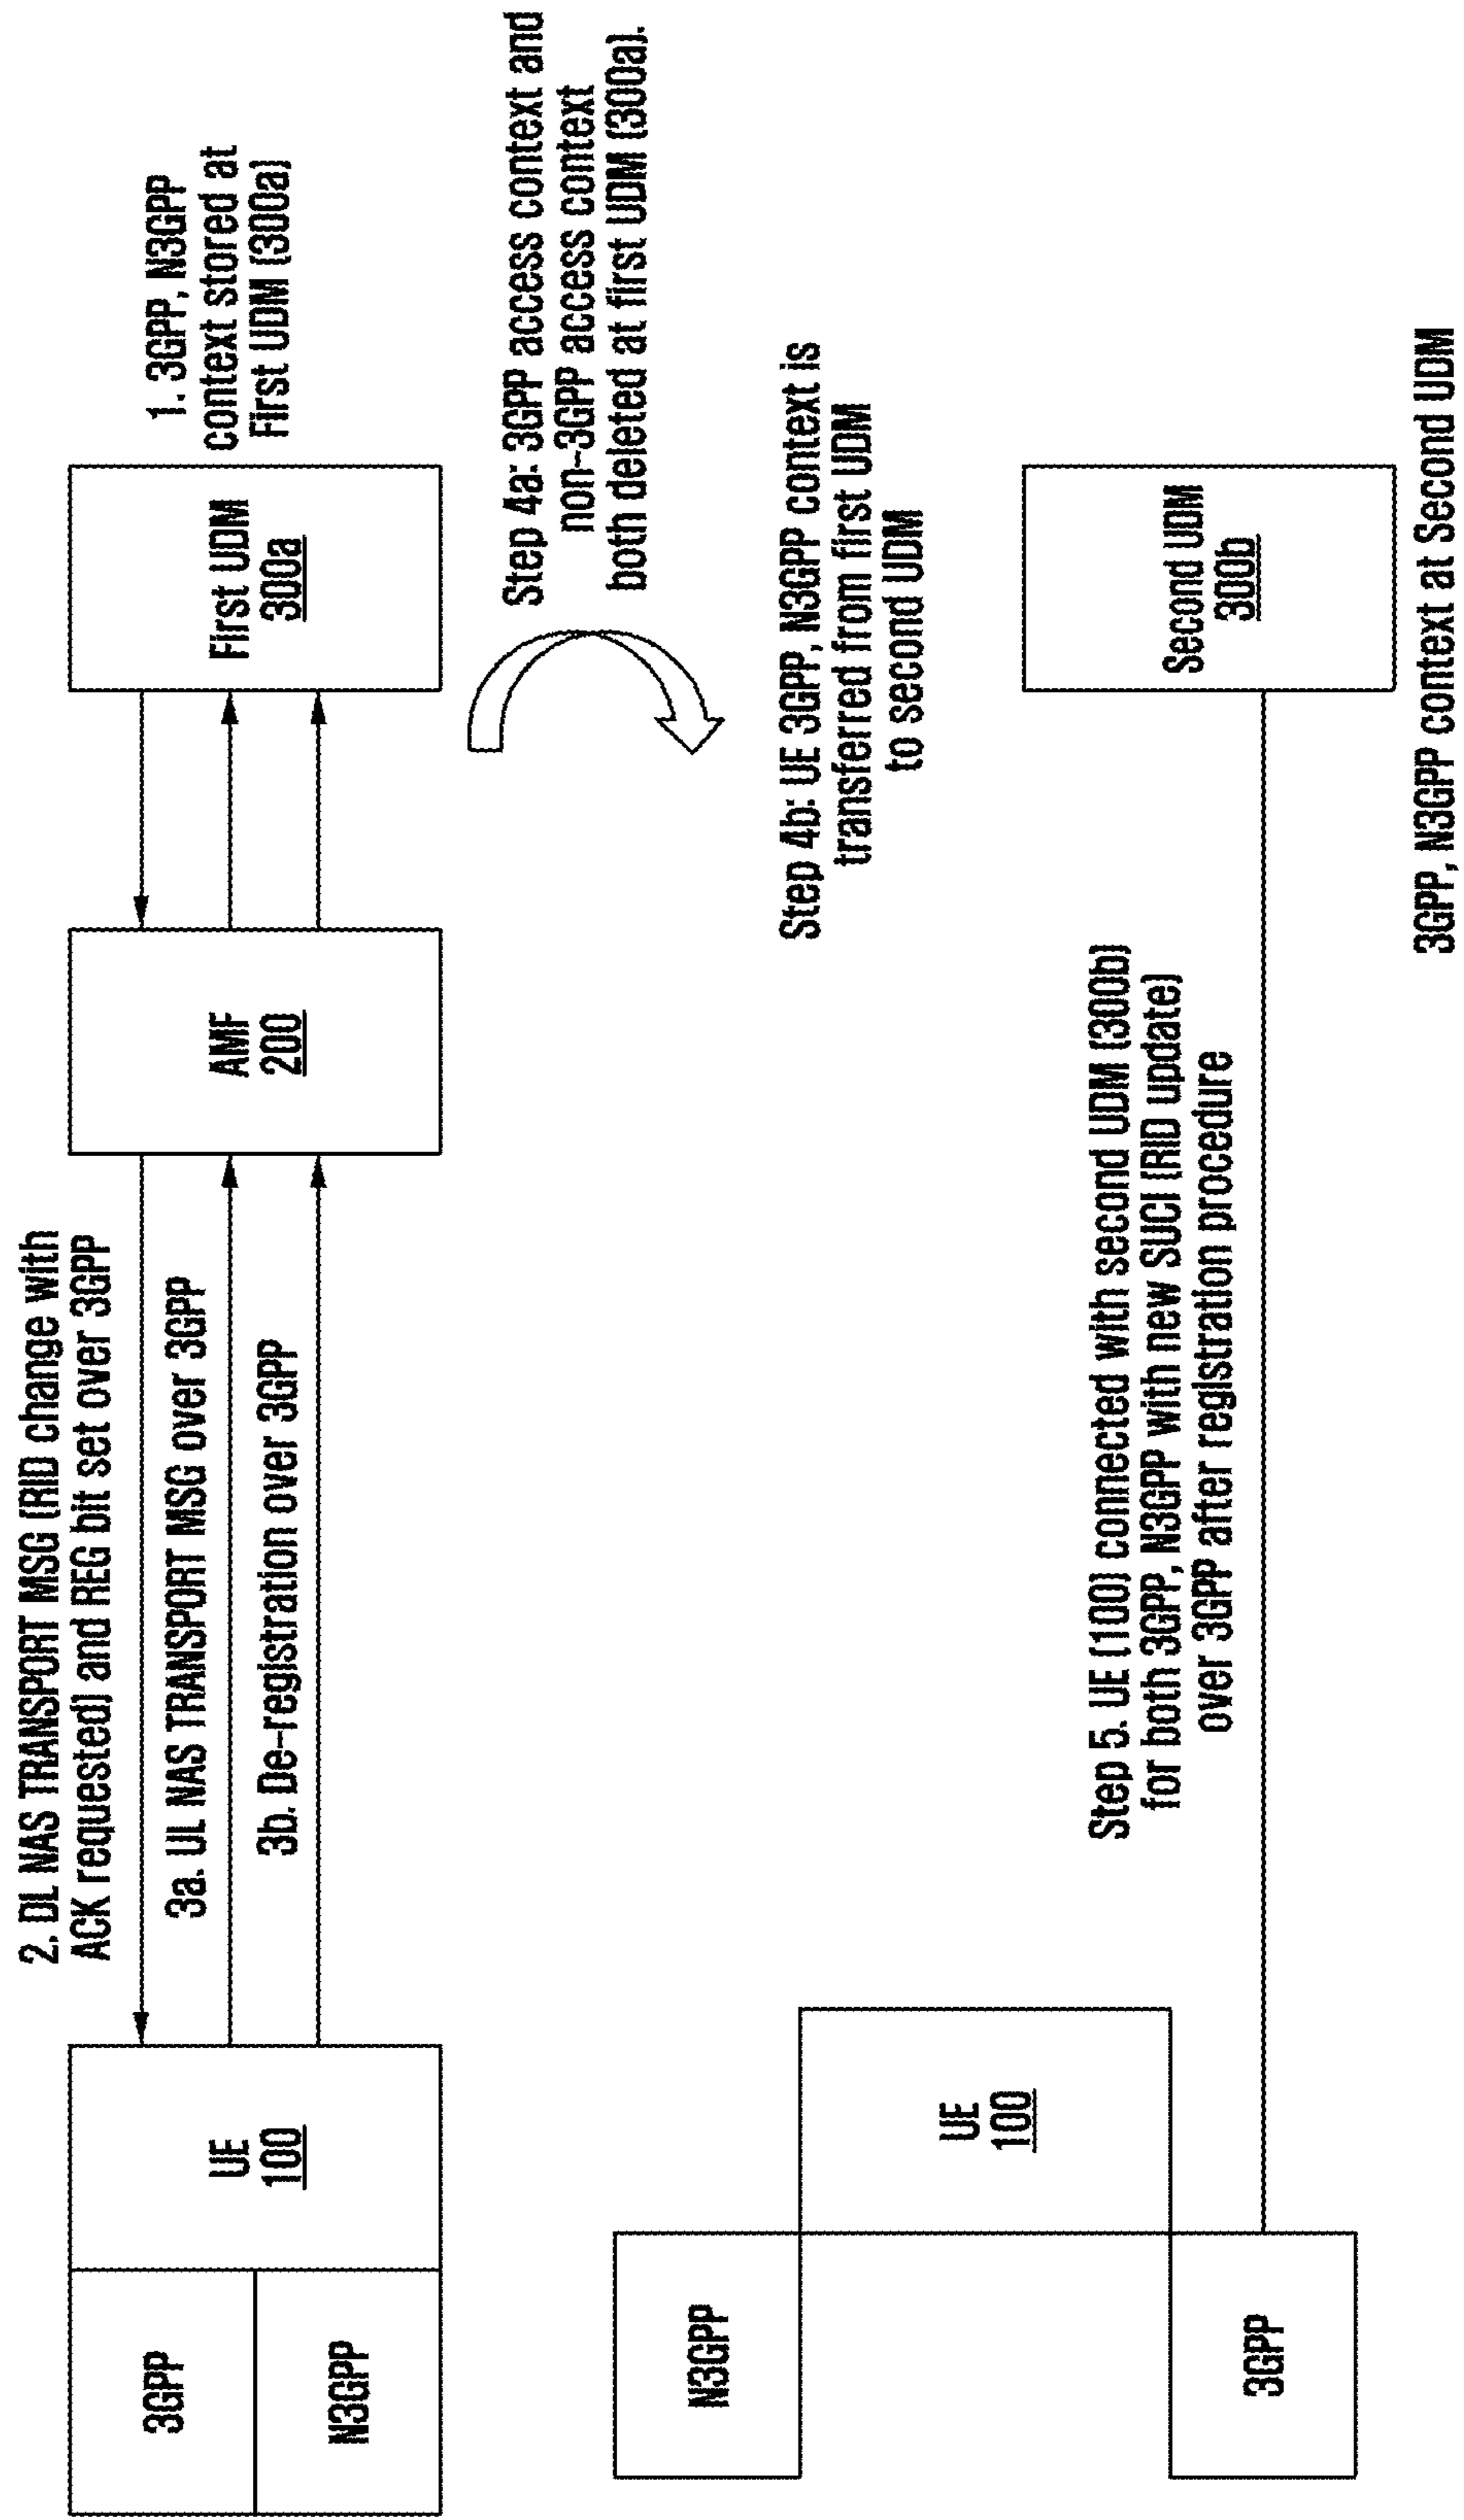 2. DL NAS TRANSPORT MSG (RID change with
ACK requested) and REG bit set over 3GPP
3a. UL NAS TRANSPORT MSG over 3GPP
3b. De-registration over 3GPP
1. 3GPP, N3GPP
context stored at
First UDM (300a)
3GPP
N3GPP
UE
100
AMF
200
First UDM
300a
Step 4a: 3GPP access context and
non-3GPP access context
both deleted at first UDM (300a).
Step 4b: UE 3GPP, N3GPP context is
transferred from first UDM
to second UDM
N3GPP
UE
100
3GPP
Step 5. UE (100) connected with second UDM (300b)
for both 3GPP, N3GPP with new SUCI (RID update)
over 3GPP after registration procedure
Second UDM
300b
3GPP, N3GPP context at Second UDM